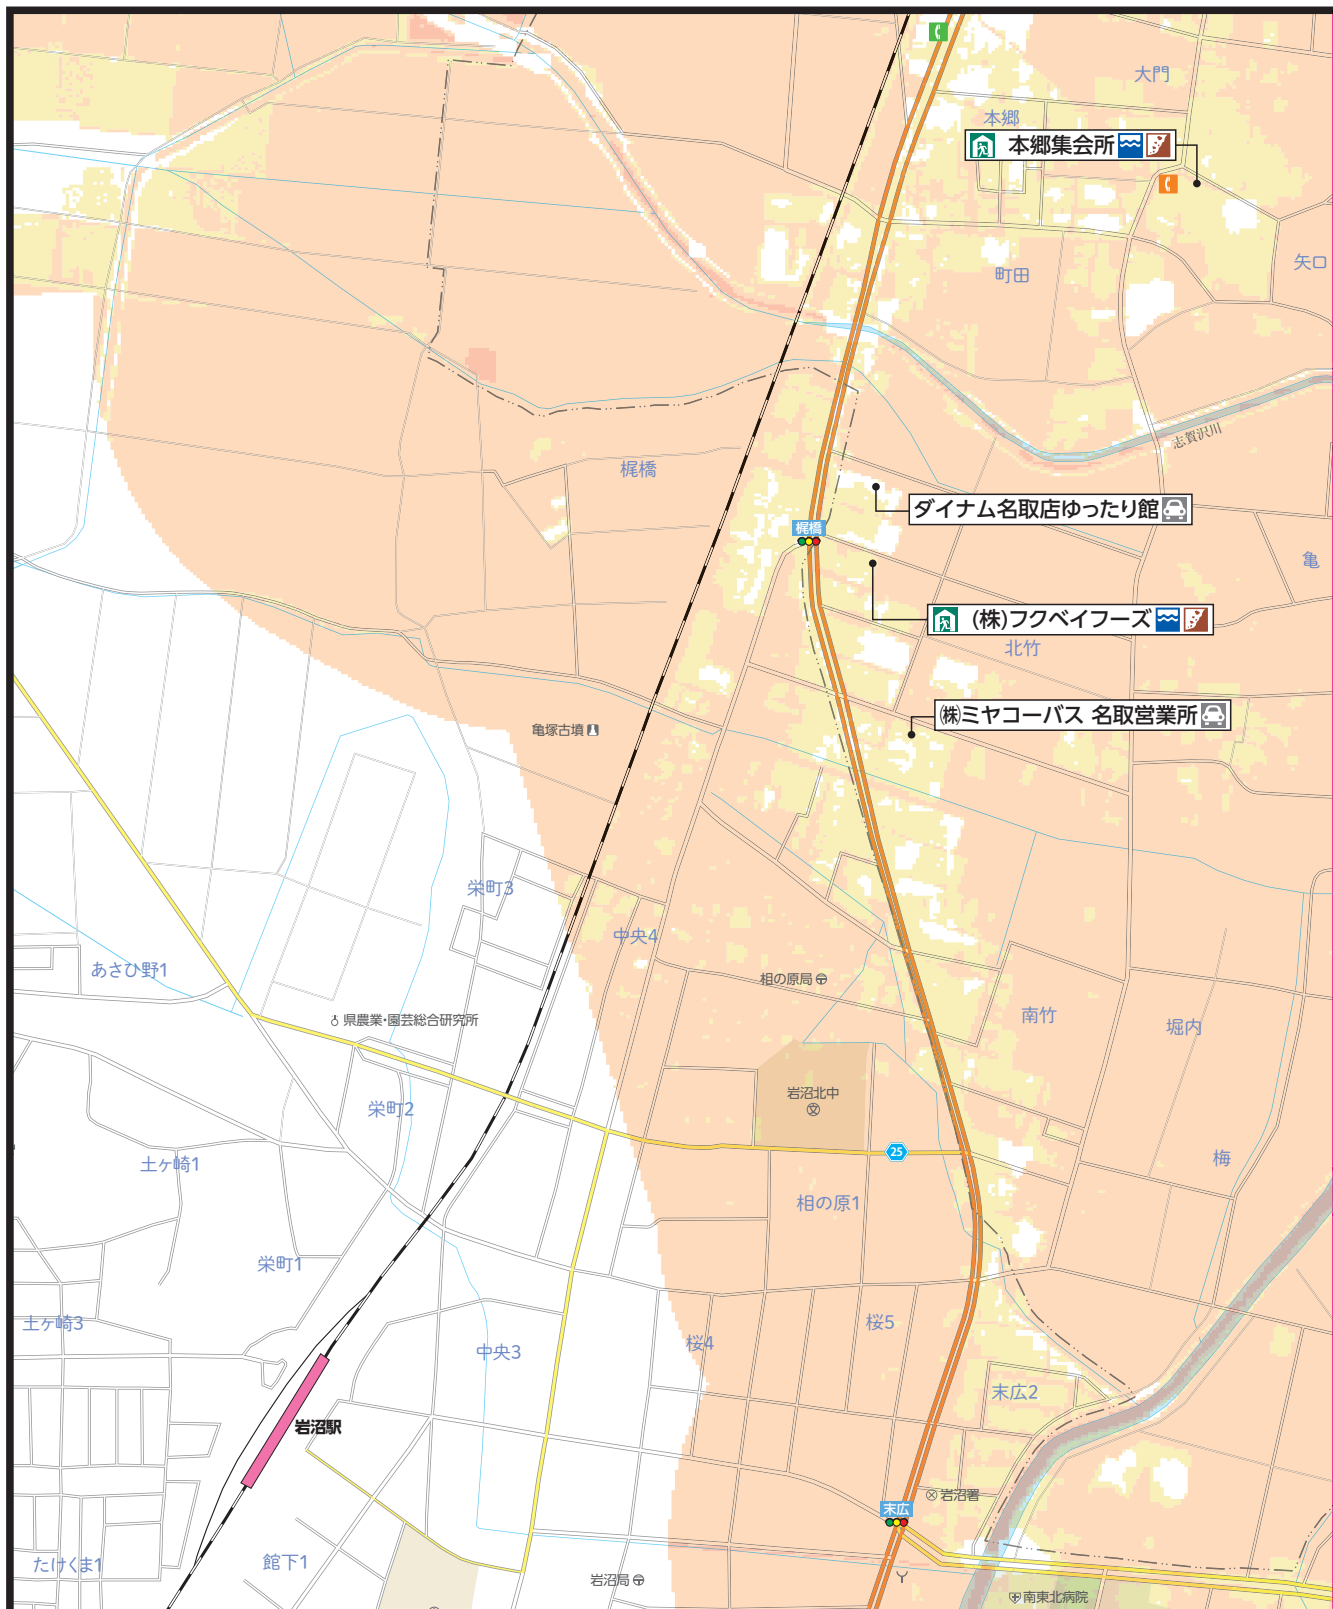 大門
本郷
本郷集会所
矢口
町田
志賀沢川
梶橋
ダイナム名取店ゆったり館
梶橋
亀
(株)フクベイフーズ
北竹
㈱ミヤコーバス 名取営業所
亀塚古墳
栄町3
中央4
あさひ野1
相の原局
県農業・園芸総合研究所
南竹
堀内
岩沼北中
文
栄町2
25
土ヶ崎1
梅
相の原1
栄町1
土ヶ崎3
桜5
桜4
中央3
末広2
岩沼駅
岩沼署
末広
たけくま1
館下1
岩沼局
南東北病院